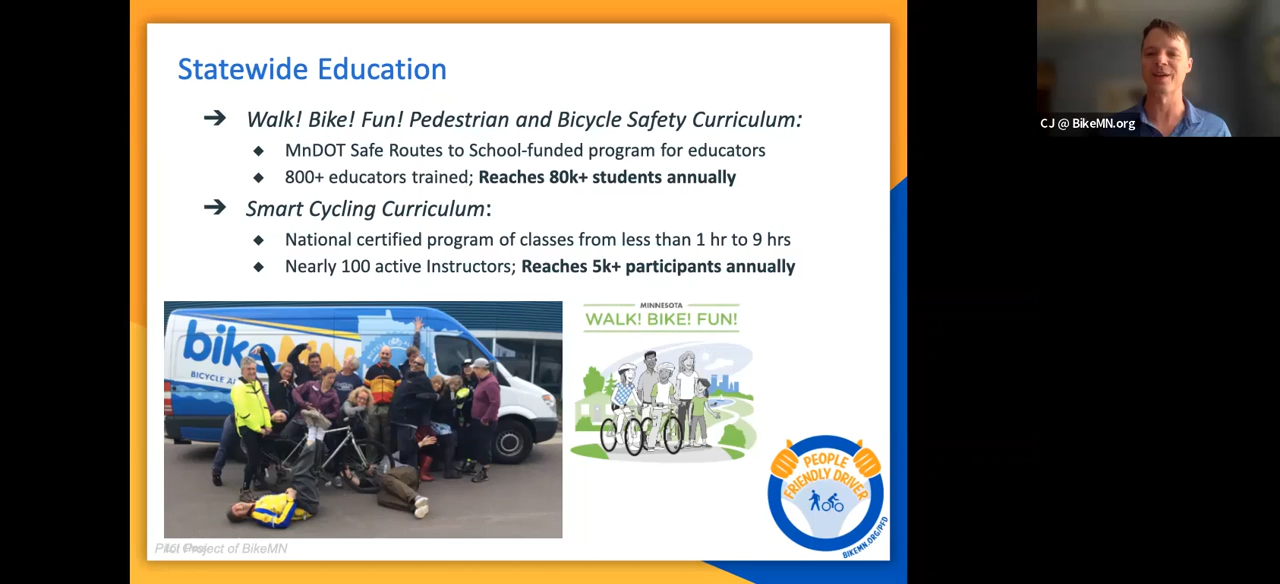 Statewide Education
➔ Walk! Bike! Fun! Pedestrian and Bicycle Safety Curriculum:
◆ MnDOT Safe Routes to School-funded program for educators
◆ 800+ educators trained; Reaches 80k+ students annually
➔ Smart Cycling Curriculum:
◆ National certified program of classes from less than 1 hr to 9 hrs
◆ Nearly 100 active Instructors; Reaches 5k+ participants annually
bikeMN
BICYCLE
MINNESOTA
WALK! BIKE! FUN!
PEOPLE
FRIENDLY DRIVER
BIKEMN.ORG/PFD
Project of BikeMN
CJ @ BikeMN.org